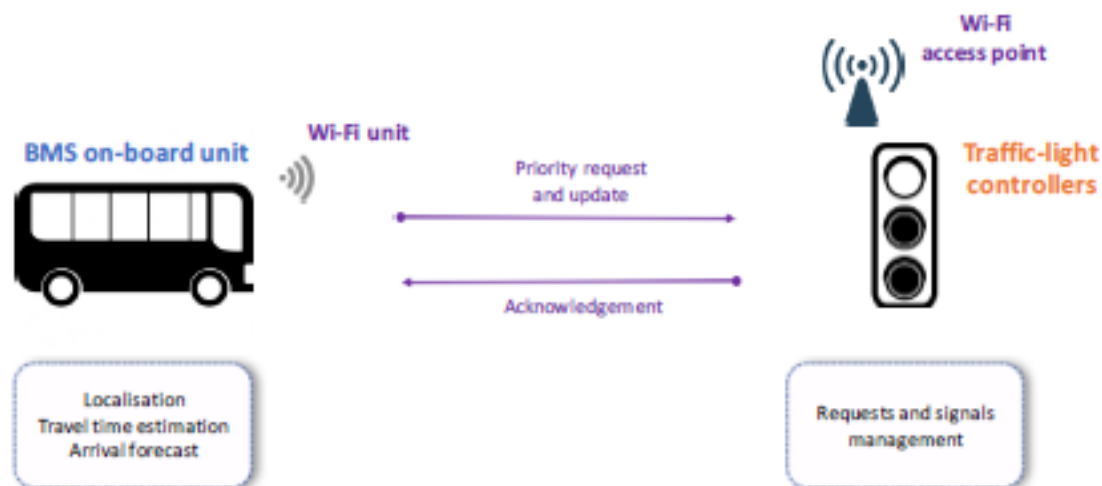 Wi-Fi
access point
Wi-Fi unit
BMS on-board unit
Priority request
and update
Traffic-light
controllers
Acknowledgement
Localisation
Travel time estimation
Arrival forecast
Requests and signals
management